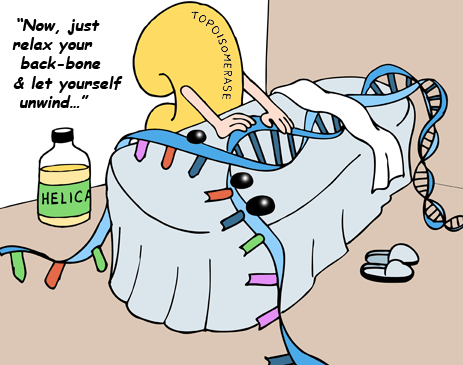 “Now, just
relax your
back-bone
& let yourself
unwind...”
TOPOISOMERASE
HELICA